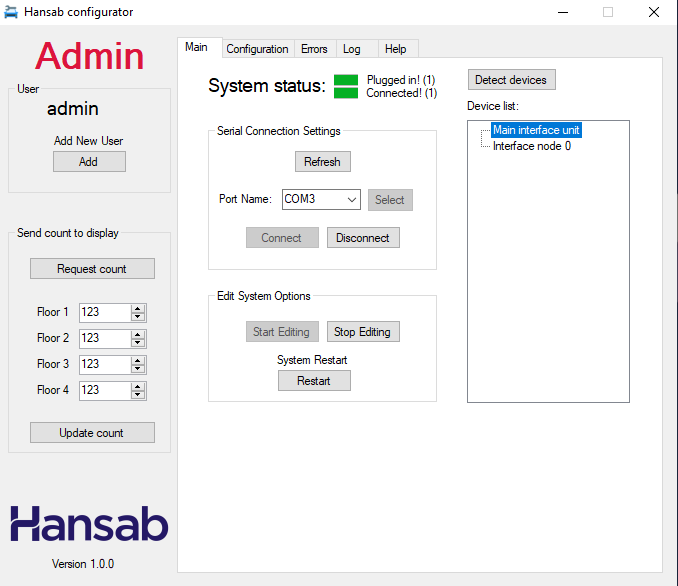 Hansab configurator
Admin
User
admin
Add New User
Add
Send count to display
Request count
Floor 1 123
Floor 2 123
Floor 3 123
Floor 4 123
Update count
Hansab
Version 1.0.0
Main Configuration Errors Log Help
System status: Plugged in! (1)
Connected! (1)
Serial Connection Settings
Refresh
Port Name: COM3 Select
Connect Disconnect
Edit System Options
Start Editing Stop Editing
System Restart
Restart
Detect devices
Device list:
Main interface unit
Interface node 0